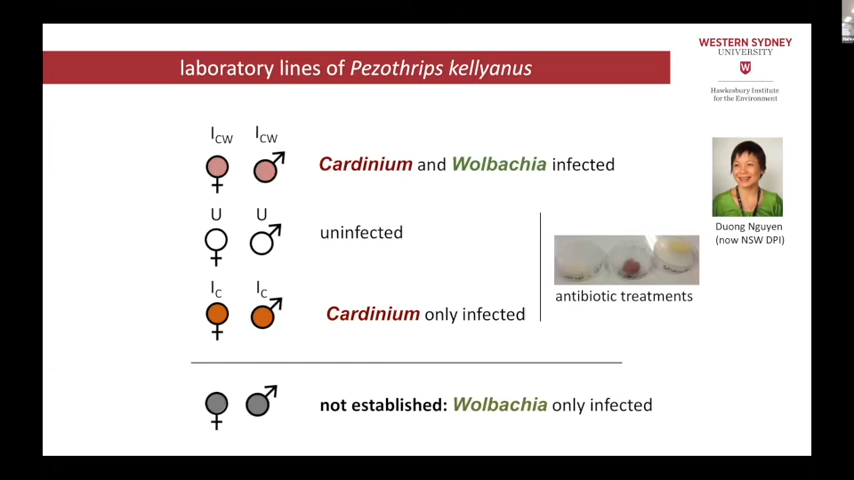 laboratory lines of Pezothrips kellyanus
WESTERN SYDNEY
UNIVERSITY
W
Hawkesbury Institute
for the Environment
I_CW I_CW
Cardinium and Wolbachia infected
Duong Nguyen
(now NSW DPI)
U U
uninfected
antibiotic treatments
I_C I_C
Cardinium only infected
not established: Wolbachia only infected